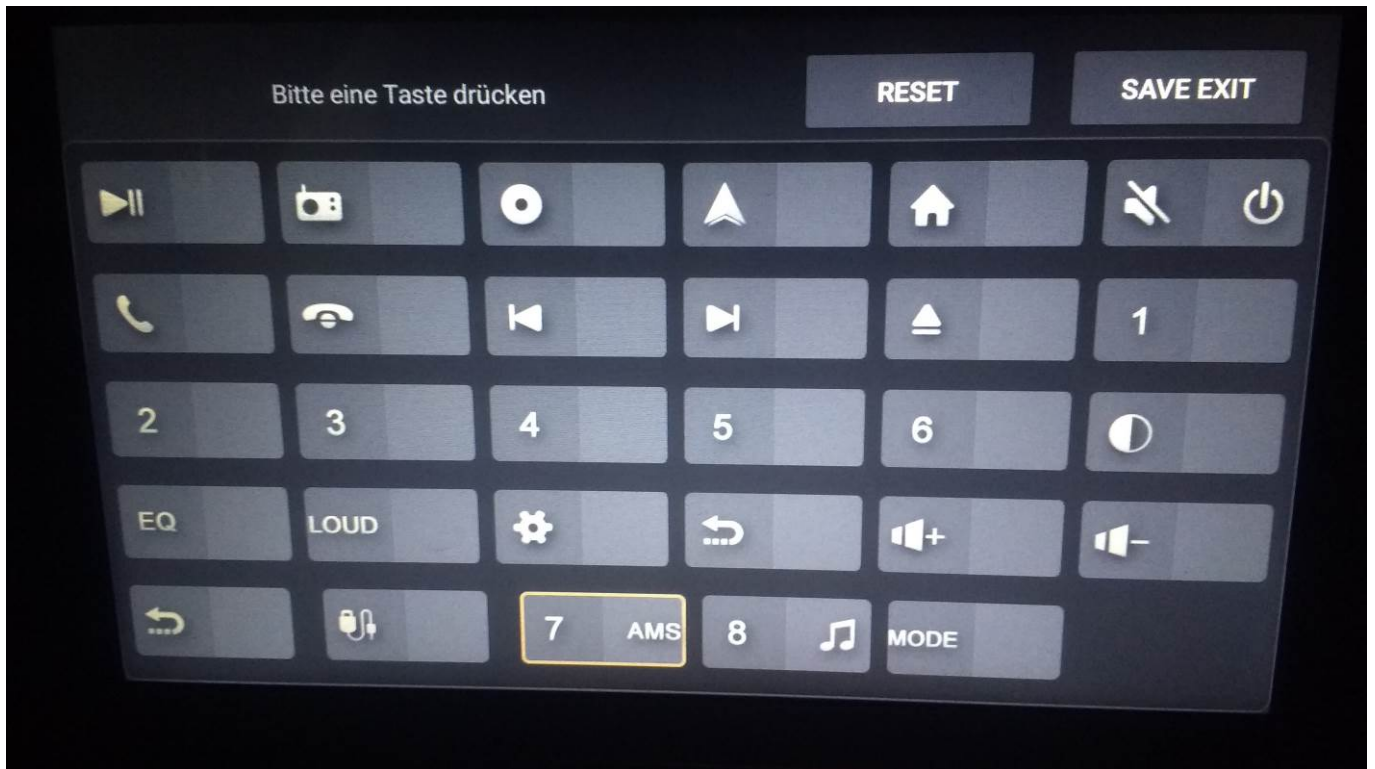 Bitte eine Taste drücken
RESET
SAVE EXIT
1
2
3
4
5
6
EQ
LOUD
+
-
7 AMS
8
MODE